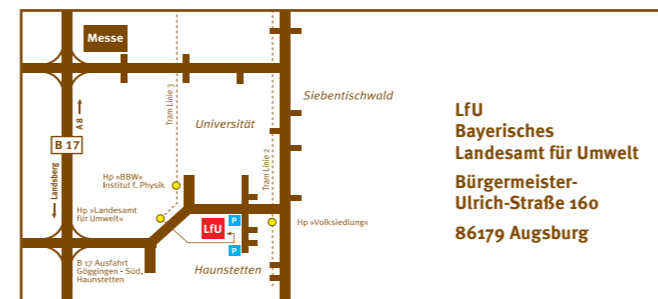 Messe
Tram Linie 3
Siebentischwald
Universität
A 8
B 17
Landsberg
Tram Linie 2
Hp »BBW«
Institut f. Physik
Hp »Landesamt
für Umwelt«
LfU
P
P
Hp »Volksiedlung«
B 17 Ausfahrt
Göggingen - Süd,
Haunstetten
Haunstetten
LfU
Bayerisches
Landesamt für Umwelt
Bürgermeister-
Ulrich-Straße 160
86179 Augsburg